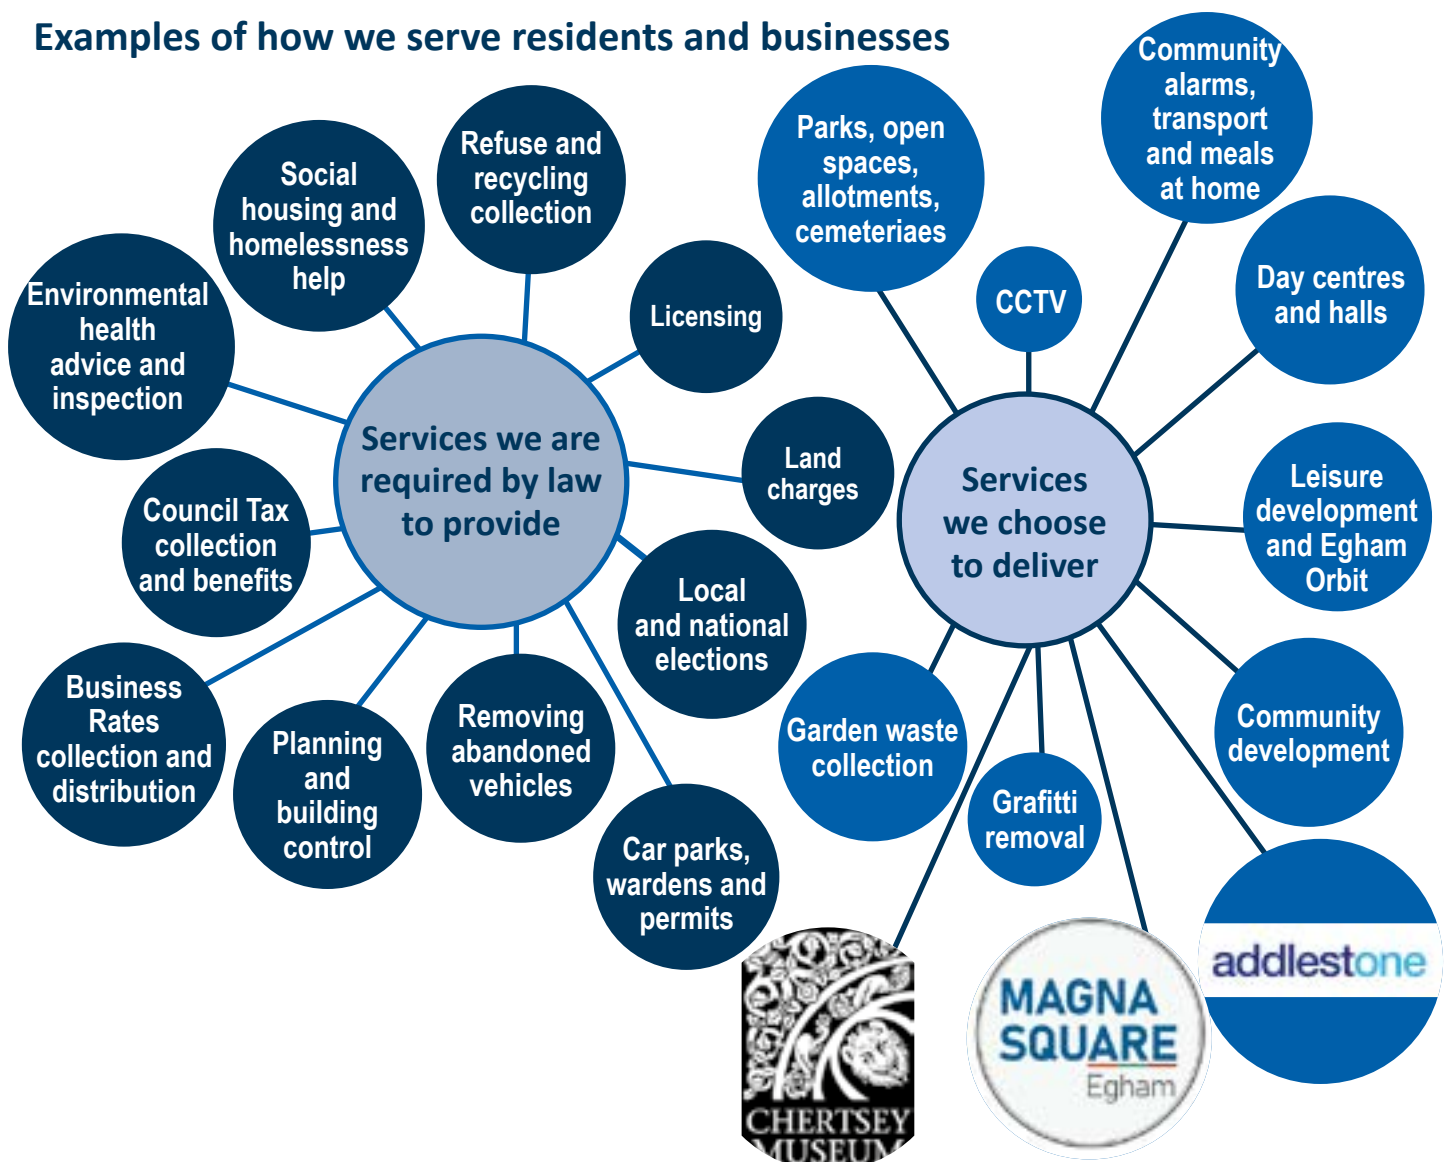 Examples of how we serve residents and businesses
Services we are
required by law
to provide
Refuse and
recycling
collection
Social
housing and
homelessness
help
Environmental
health
advice and
inspection
Council Tax
collection
and benefits
Business
Rates
collection and
distribution
Planning
and
building
control
Removing
abandoned
vehicles
Car parks,
wardens and
permits
Local
and national
elections
Land
charges
Licensing
Services
we choose
to deliver
Parks, open
spaces,
allotments,
cemeteriaes
CCTV
Community
alarms,
transport
and meals
at home
Day centres
and halls
Leisure
development
and Egham
Orbit
Community
development
addlestone
MAGNA
SQUARE
Egham
Grafitti
removal
CHERTSEY
MUSEUM
Garden waste
collection